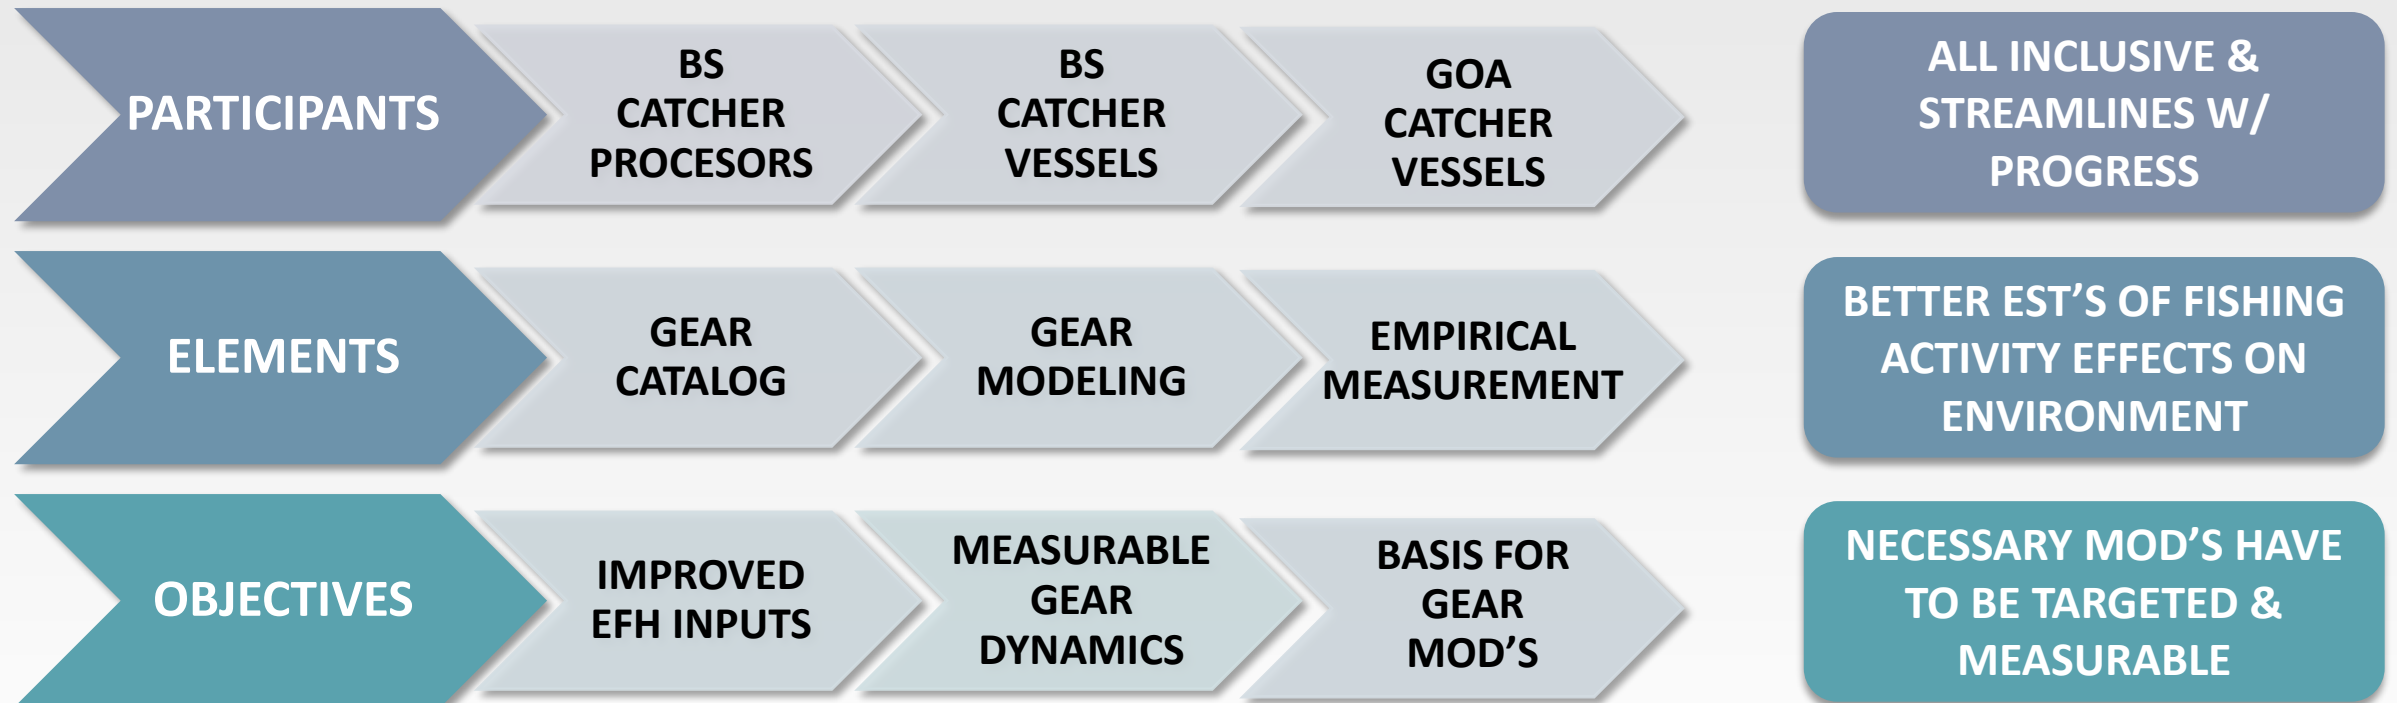 PARTICIPANTS
BS
CATCHER
PROCESORS
BS
CATCHER
VESSELS
GOA
CATCHER
VESSELS
ALL INCLUSIVE &
STREAMLINES W/
PROGRESS
ELEMENTS
GEAR
CATALOG
GEAR
MODELING
EMPIRICAL
MEASUREMENT
BETTER EST’S OF FISHING
ACTIVITY EFFECTS ON
ENVIRONMENT
OBJECTIVES
IMPROVED
EFH INPUTS
MEASURABLE
GEAR
DYNAMICS
BASIS FOR
GEAR
MOD’S
NECESSARY MOD’S HAVE
TO BE TARGETED &
MEASURABLE